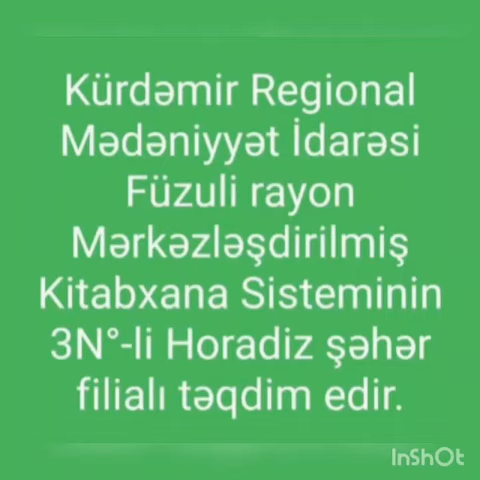 Kürdəmir Regional
Mədəniyyət İdarəsi
Füzuli rayon
Mərkəzləşdirilmiş
Kitabxana Sisteminin
3N°-li Horadiz şəhər
filialı təqdim edir.
InShOt